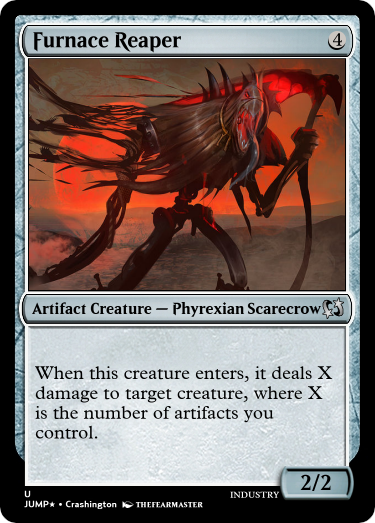 Furnace Reaper 4
Artifact Creature — Phyrexian Scarecrow
When this creature enters, it deals X
damage to target creature, where X
is the number of artifacts you
control.
2/2
U
JUMP★ • Crashington THEFEARMASTER
INDUSTRY